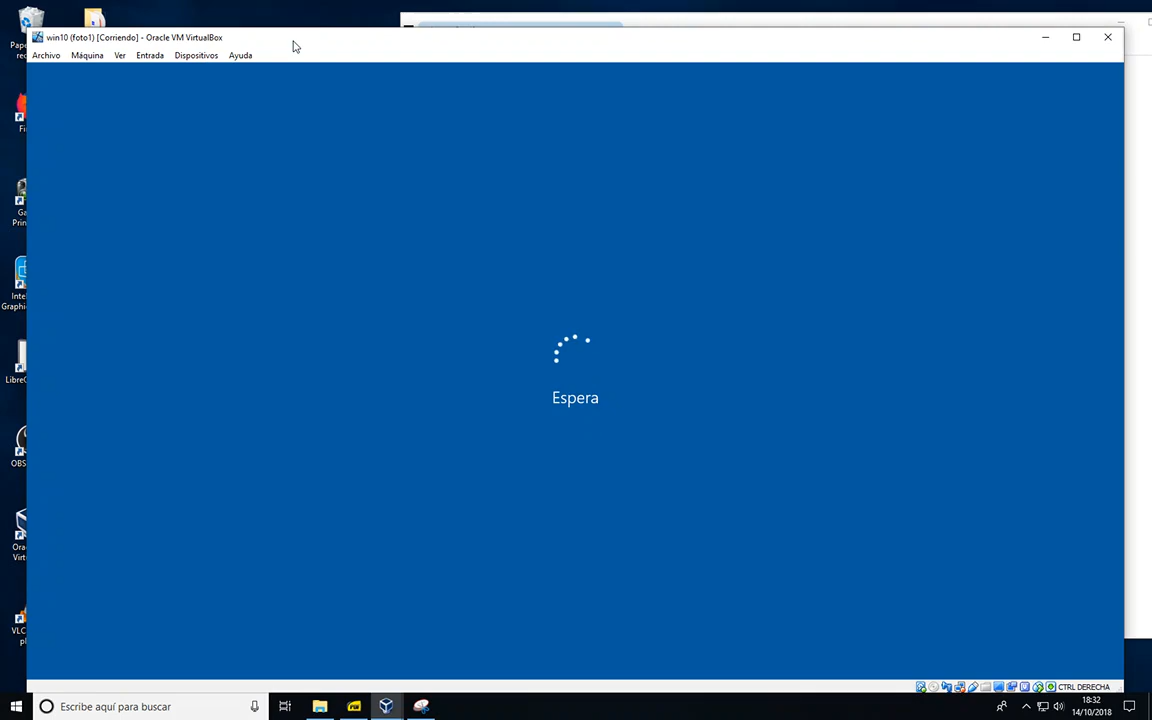 win10 (foto1) [Corriendo] - Oracle VM VirtualBox
Archivo Máquina Ver Entrada Dispositivos Ayuda
Espera
CTRL DERECHA
Escribe aquí para buscar
18:32
14/10/2018